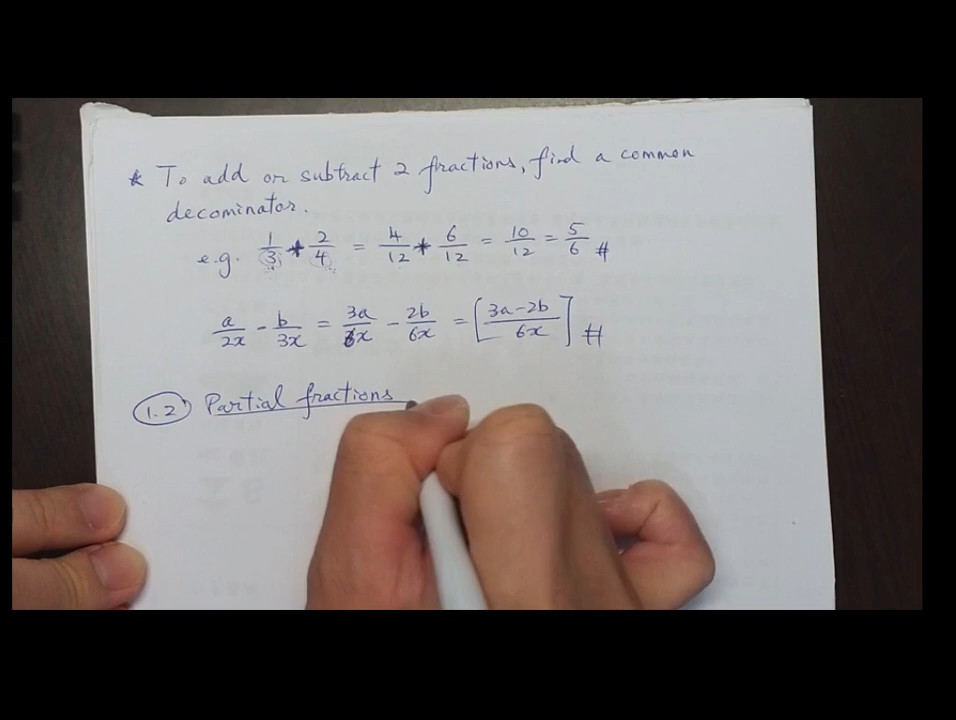 * To add or subtract 2 fractions, find a common
decominator.
e.g. 1/3 + 2/4 = 4/12 + 6/12 = 10/12 = 5/6 #
a/2x - b/3x = 3a/6x - 2b/6x = [3a-2b/6x] #
1.2 Partial fractions